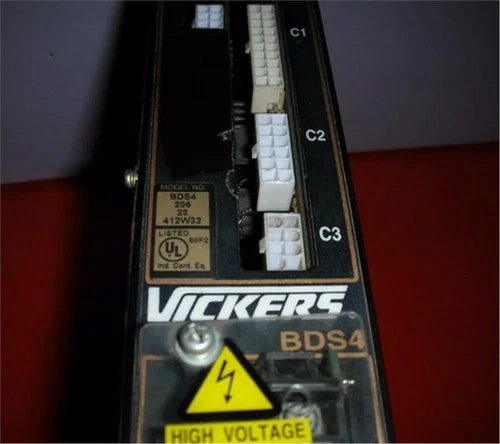 C1
C2
C3
MODEL NO.
BDS4
206
23
412W32
LISTED
86F2
UL
Ind. Cont. Eq.
VICKERS
BDS4
HIGH VOLTAGE